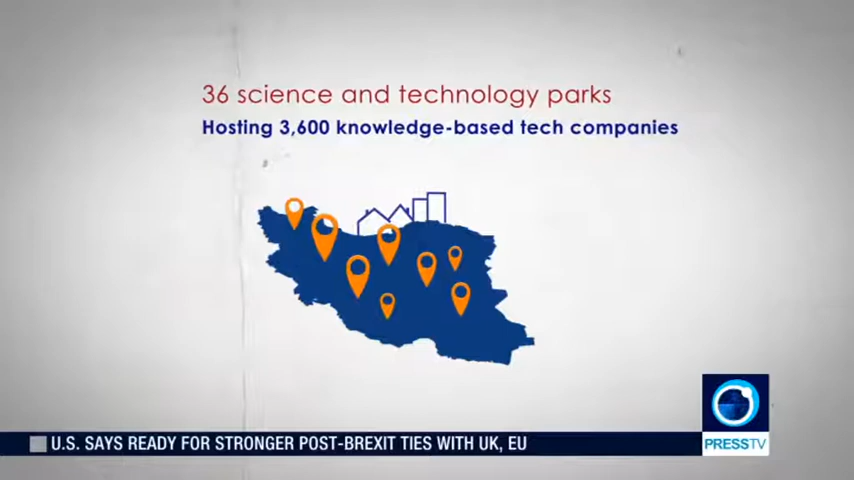 36 science and technology parks
Hosting 3,600 knowledge-based tech companies
U.S. SAYS READY FOR STRONGER POST-BREXIT TIES WITH UK, EU
PRESSTV